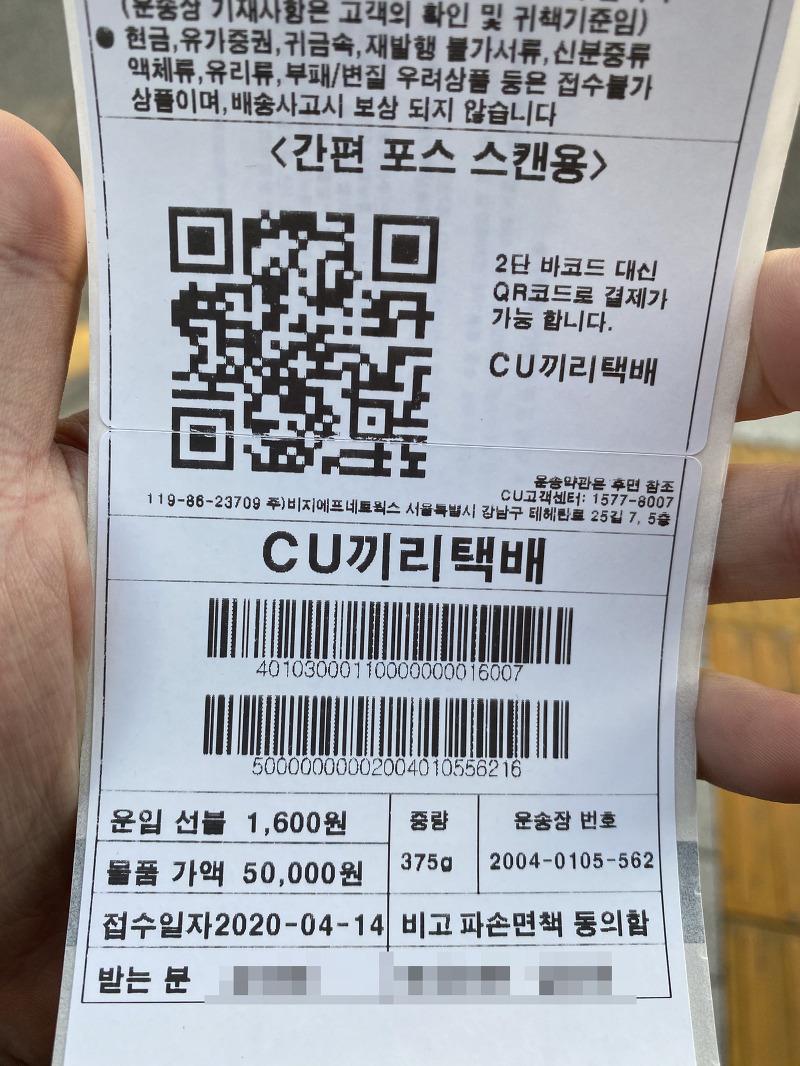 (운송장 기재사항은 고객의 확인 및 귀책기준임)
● 현금,유가증권,귀금속,재발행 불가서류,신분증류
액체류,유리류,부패/변질 우려상품 등은 접수불가
상품이며,배송사고시 보상 되지 않습니다
<간편 포스 스캔용>
2단 바코드 대신
QR코드로 결제가
가능 합니다.
CU끼리택배
운송약관은 후면 참조
CU고객센터: 1577-8007
119-86-23709 주)비지에프네트웍스 서울특별시 강남구 테헤란로 25길 7, 5층
CU끼리택배
40103000110000000016007
50000000002004010556216
운임 선불 1,600원 중량 운송장 번호
물품 가액 50,000원 375g 2004-0105-562
접수일자2020-04-14 비고 파손면책 동의함
받는 분